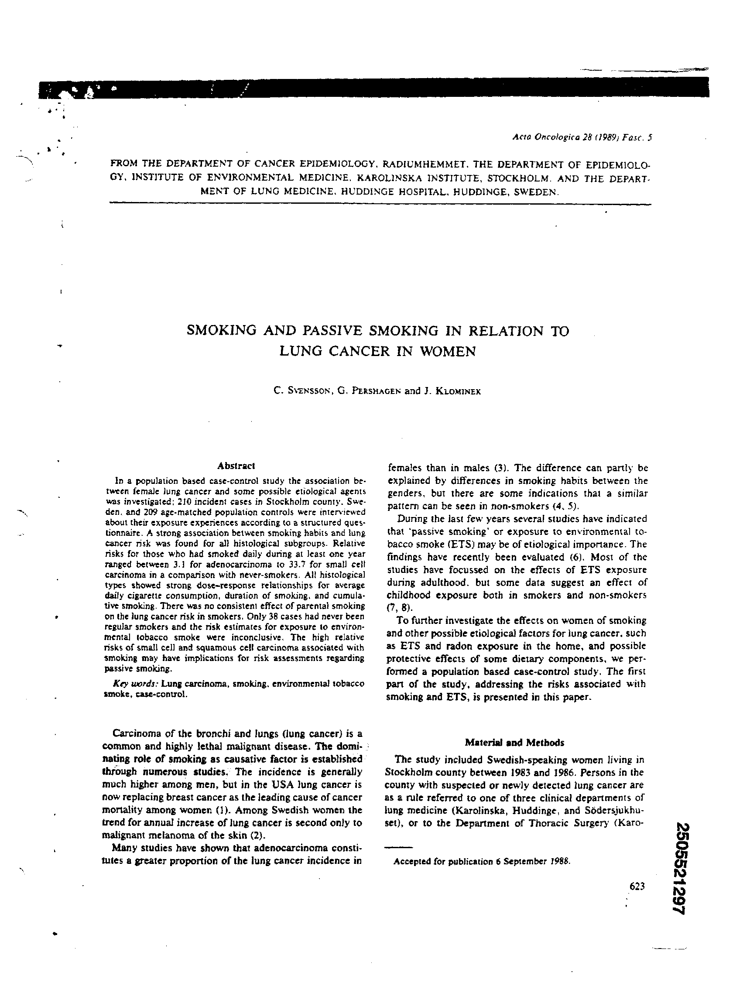 Acta Oncologica 28 (1989) Fasc. 5
FROM THE DEPARTMENT OF CANCER EPIDEMIOLOGY, RADIUMHEMMET, THE DEPARTMENT OF EPIDEMIOLO-
GY, INSTITUTE OF ENVIRONMENTAL MEDICINE, KAROLINSKA INSTITUTE, STOCKHOLM, AND THE DEPART-
MENT OF LUNG MEDICINE, HUDDINGE HOSPITAL, HUDDINGE, SWEDEN.
SMOKING AND PASSIVE SMOKING IN RELATION TO
LUNG CANCER IN WOMEN
C. SVENSSON, G. PERSHAGEN and J. KLOMINEK
Abstract
In a population based case-control study the association be-
tween female lung cancer and some possible etiological agents
was investigated; 210 incident cases in Stockholm county, Swe-
den, and 209 age-matched population controls were interviewed
about their exposure experiences according to a structured ques-
tionnaire. A strong association between smoking habits and lung
cancer risk was found for all histological subgroups. Relative
risks for those who had smoked daily during at least one year
ranged between 3.1 for adenocarcinoma to 33.7 for small cell
carcinoma in a comparison with never-smokers. All histological
types showed strong dose–response relationships for average
daily cigarette consumption, duration of smoking, and cumula-
tive smoking. There was no consistent effect of parental smoking
on the lung cancer risk in smokers. Only 38 cases had never been
regular smokers and the risk estimates for exposure to environ-
mental tobacco smoke were inconclusive. The high relative
risks of small cell and squamous cell carcinoma associated with
smoking may have implications for risk assessments regarding
passive smoking.
Key words: Lung carcinoma, smoking, environmental tobacco
smoke, case-control.
Carcinoma of the bronchi and lungs (lung cancer) is a
common and highly lethal malignant disease. The domi-
nating role of smoking as causative factor is established
through numerous studies. The incidence is generally
much higher among men, but in the USA lung cancer is
now replacing breast cancer as the leading cause of cancer
mortality among women (1). Among Swedish women the
trend for annual increase of lung cancer is second only to
malignant melanoma of the skin (2).
Many studies have shown that adenocarcinoma consti-
tutes a greater proportion of the lung cancer incidence in
females than in males (3). The difference can partly be
explained by differences in smoking habits between the
genders, but there are some indications that a similar
pattern can be seen in non-smokers (4, 5).
During the last few years several studies have indicated
that 'passive smoking' or exposure to environmental to-
bacco smoke (ETS) may be of etiological importance. The
findings have recently been evaluated (6). Most of the
studies have focussed on the effects of ETS exposure
during adulthood, but some data suggest an effect of
childhood exposure both in smokers and non-smokers
(7, 8).
To further investigate the effects on women of smoking
and other possible etiological factors for lung cancer, such
as ETS and radon exposure in the home, and possible
protective effects of some dietary components, we per-
formed a population based case-control study. The first
part of the study, addressing the risks associated with
smoking and ETS, is presented in this paper.
Material and Methods
The study included Swedish-speaking women living in
Stockholm county between 1983 and 1986. Persons in the
county with suspected or newly detected lung cancer are
as a rule referred to one of three clinical departments of
lung medicine (Karolinska, Huddinge, and Södersjukhu-
set), or to the Department of Thoracic Surgery (Karo-
Accepted for publication 6 September 1988.
623
2505521297